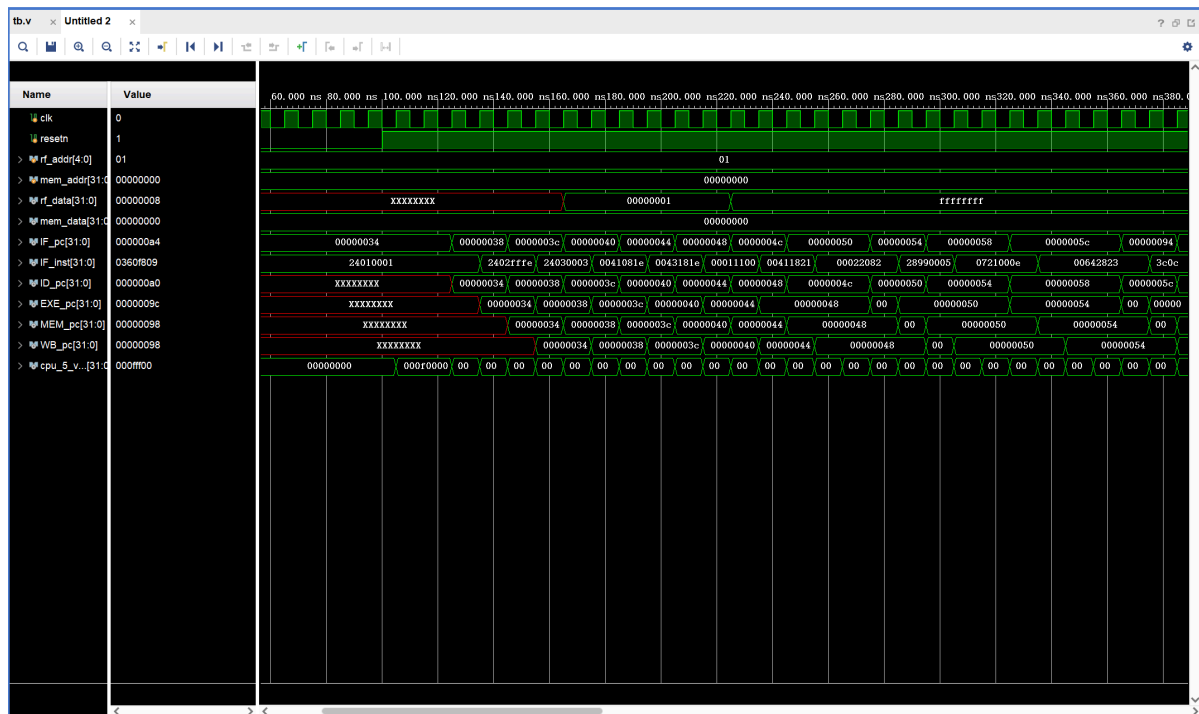 tb.v × Untitled 2 ×
? 
Name Value
60.000 ns 80.000 ns 100.000 ns 120.000 ns 140.000 ns 160.000 ns 180.000 ns 200.000 ns 220.000 ns 240.000 ns 260.000 ns 280.000 ns 300.000 ns 320.000 ns 340.000 ns 360.000 ns 380.0
clk 0
resetn 1
> rf_addr[4:0] 01 01
> mem_addr[31:0 00000000 00000000
> rf_data[31:0] 00000008 XXXXXXXX 00000001 ffffffff
> mem_data[31:0 00000000 00000000
> IF_pc[31:0] 000000a4 00000034 00000038 0000003c 00000040 00000044 00000048 0000004c 00000050 00000054 00000058 0000005c 00000094
> IF_inst[31:0] 0360f809 24010001 2402fffe 24030003 0041081e 0043181e 00011100 00411821 00022082 28990005 0721000e 00642823 3c0c
> ID_pc[31:0] 000000a0 XXXXXXXX 00000034 00000038 0000003c 00000040 00000044 00000048 0000004c 00000050 00000054 00000058 0000005c
> EXE_pc[31:0] 0000009c XXXXXXXX 00000034 00000038 0000003c 00000040 00000044 00000048 00 00000050 00000054 00 00000
> MEM_pc[31:0] 00000098 XXXXXXXX 00000034 00000038 0000003c 00000040 00000044 00000048 00 00000050 00000054 00
> WB_pc[31:0] 00000098 XXXXXXXX 00000034 00000038 0000003c 00000040 00000044 00000048 00 00000050 00000054
> cpu_5_v...[31:0 000fff00 00000000 000f0000 00 00 00 00 00 00 00 00 00 00 00 00 00 00 00 00 00 00 00 00 00 00 00 00 00 00